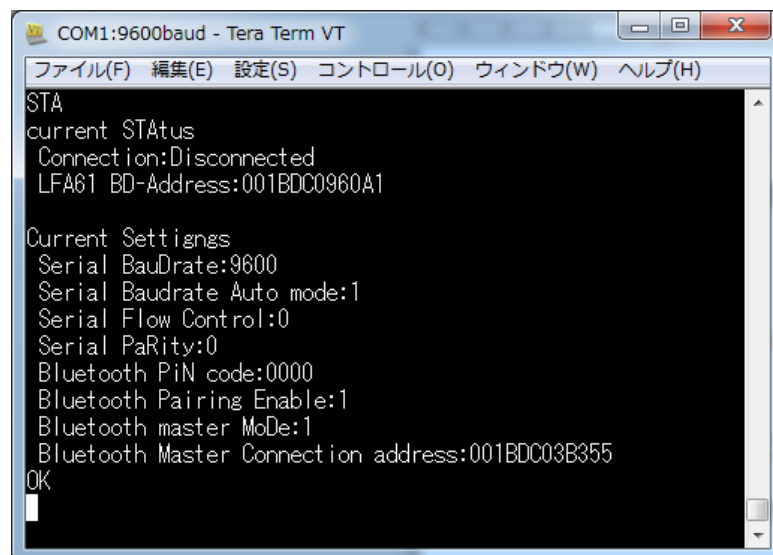 COM1:9600baud - Tera Term VT
ファイル(F) 編集(E) 設定(S) コントロール(O) ウィンドウ(W) ヘルプ(H)
STA
current STAtus
Connection:Disconnected
LFA61 BD-Address:001BDC0960A1
Current Settigngs
Serial BauDrate:9600
Serial Baudrate Auto mode:1
Serial Flow Control:0
Serial PaRity:0
Bluetooth PiN code:0000
Bluetooth Pairing Enable:1
Bluetooth master MoDe:1
Bluetooth Master Connection address:001BDC03B355
OK